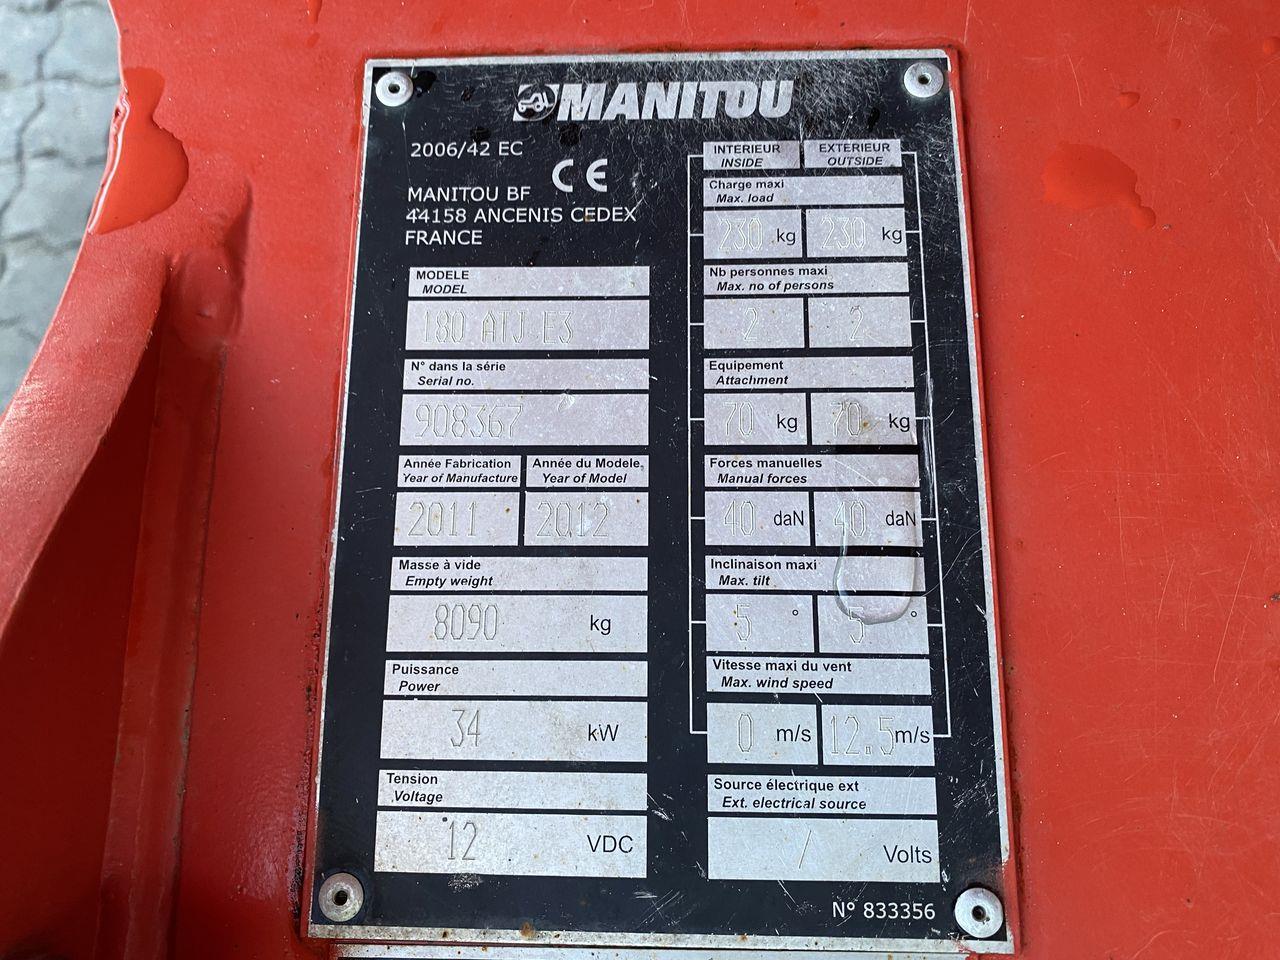 MANITOU
2006/42 EC
CE
MANITOU BF
44158 ANCENIS CEDEX
FRANCE
MODELE
MODEL
180 ATJ E3
N° dans la série
Serial no.
908367
Année Fabrication
Year of Manufacture
Année du Modele.
Year of Model
2011
2012
Masse à vide
Empty weight
8090 kg
Puissance
Power
34 kW
Tension
Voltage
12 VDC
INTERIEUR
INSIDE
EXTERIEUR
OUTSIDE
Charge maxi
Max. load
230 kg
230 kg
Nb personnes maxi
Max. no of persons
2
2
Equipement
Attachment
70 kg
70 kg
Forces manuelles
Manual forces
40 daN
40 daN
Inclinaison maxi
Max. tilt
5 °
5 °
Vitesse maxi du vent
Max. wind speed
0 m/s
12.5 m/s
Source électrique ext
Ext. electrical source
/ Volts
N° 833356